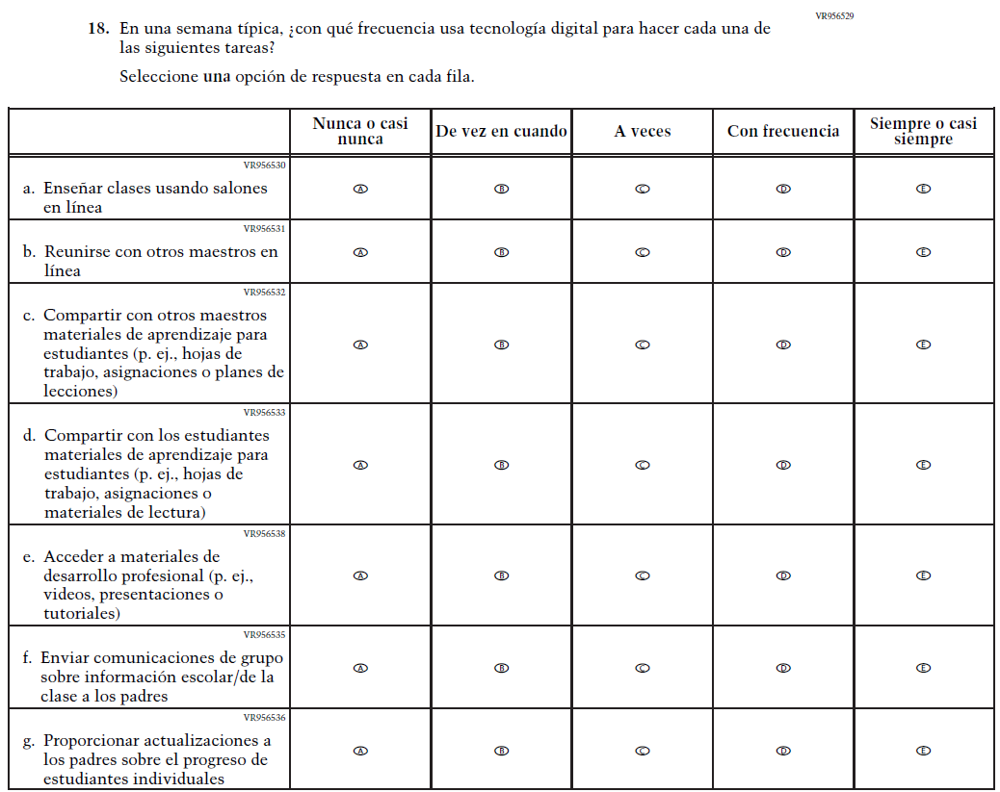 VR956529
18. En una semana típica, ¿con qué frecuencia usa tecnología digital para hacer cada una de
las siguientes tareas?
Seleccione una opción de respuesta en cada fila.
Nunca o casi
nunca
De vez en cuando
A veces
Con frecuencia
Siempre o casi
siempre
VR956530
a. Enseñar clases usando salones
en línea
A B C D E
VR956531
b. Reunirse con otros maestros en
línea
A B C D E
VR956532
c. Compartir con otros maestros
materiales de aprendizaje para
estudiantes (p. ej., hojas de
trabajo, asignaciones o planes de
lecciones)
A B C D E
VR956533
d. Compartir con los estudiantes
materiales de aprendizaje para
estudiantes (p. ej., hojas de
trabajo, asignaciones o
materiales de lectura)
A B C D E
VR956538
e. Acceder a materiales de
desarrollo profesional (p. ej.,
videos, presentaciones o
tutoriales)
A B C D E
VR956535
f. Enviar comunicaciones de grupo
sobre información escolar/de la
clase a los padres
A B C D E
VR956536
g. Proporcionar actualizaciones a
los padres sobre el progreso de
estudiantes individuales
A B C D E